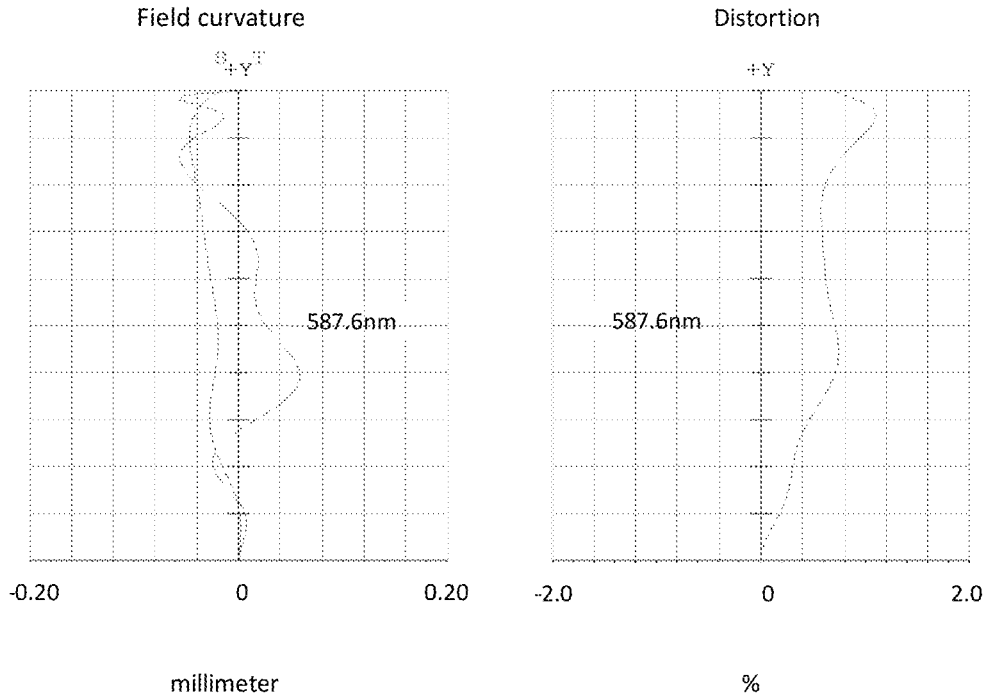 Field curvature
Distortion
S +Y T
+Y
587.6nm
587.6nm
-0.20 0 0.20
-2.0 0 2.0
millimeter
%